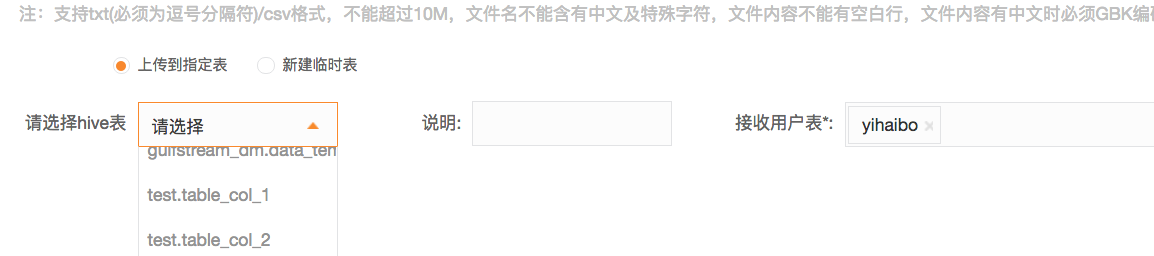 注：支持txt(必须为逗号分隔符)/csv格式，不能超过10M，文件名不能含有中文及特殊字符，文件内容不能有空白行，文件内容有中文时必须GBK编码
上传到指定表 新建临时表
请选择hive表 请选择 说明: 接收用户表*: yihaibo ×
gulfstream_dm.data_ten
test.table_col_1
test.table_col_2